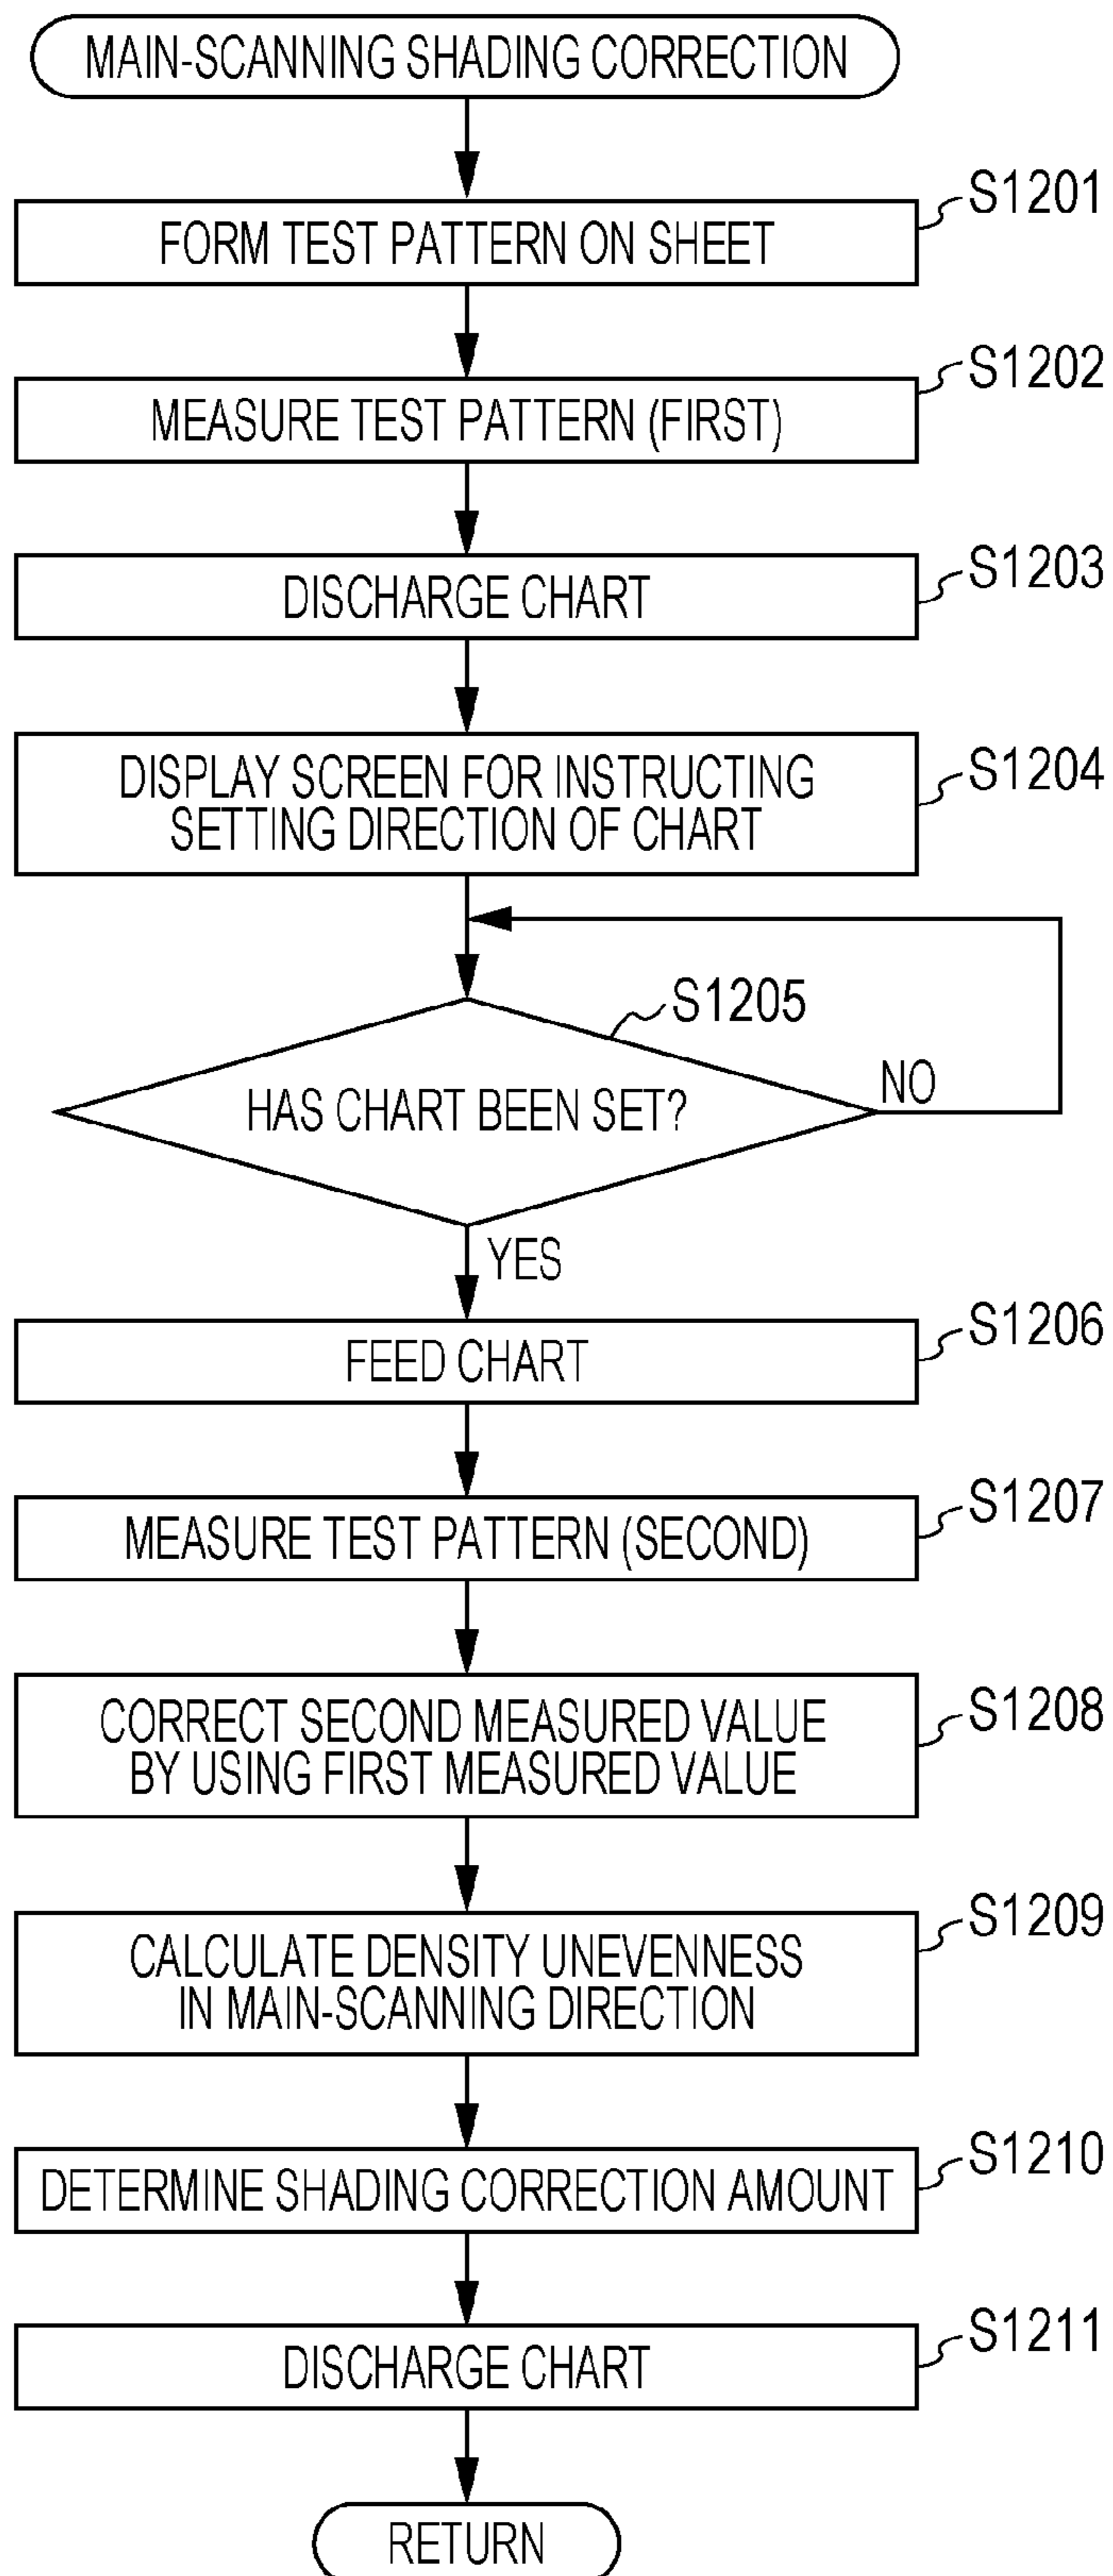 MAIN-SCANNING SHADING CORRECTION
S1201
FORM TEST PATTERN ON SHEET
S1202
MEASURE TEST PATTERN (FIRST)
S1203
DISCHARGE CHART
S1204
DISPLAY SCREEN FOR INSTRUCTING
SETTING DIRECTION OF CHART
S1205
HAS CHART BEEN SET?
NO
YES
S1206
FEED CHART
S1207
MEASURE TEST PATTERN (SECOND)
S1208
CORRECT SECOND MEASURED VALUE
BY USING FIRST MEASURED VALUE
S1209
CALCULATE DENSITY UNEVENNESS
IN MAIN-SCANNING DIRECTION
S1210
DETERMINE SHADING CORRECTION AMOUNT
S1211
DISCHARGE CHART
RETURN